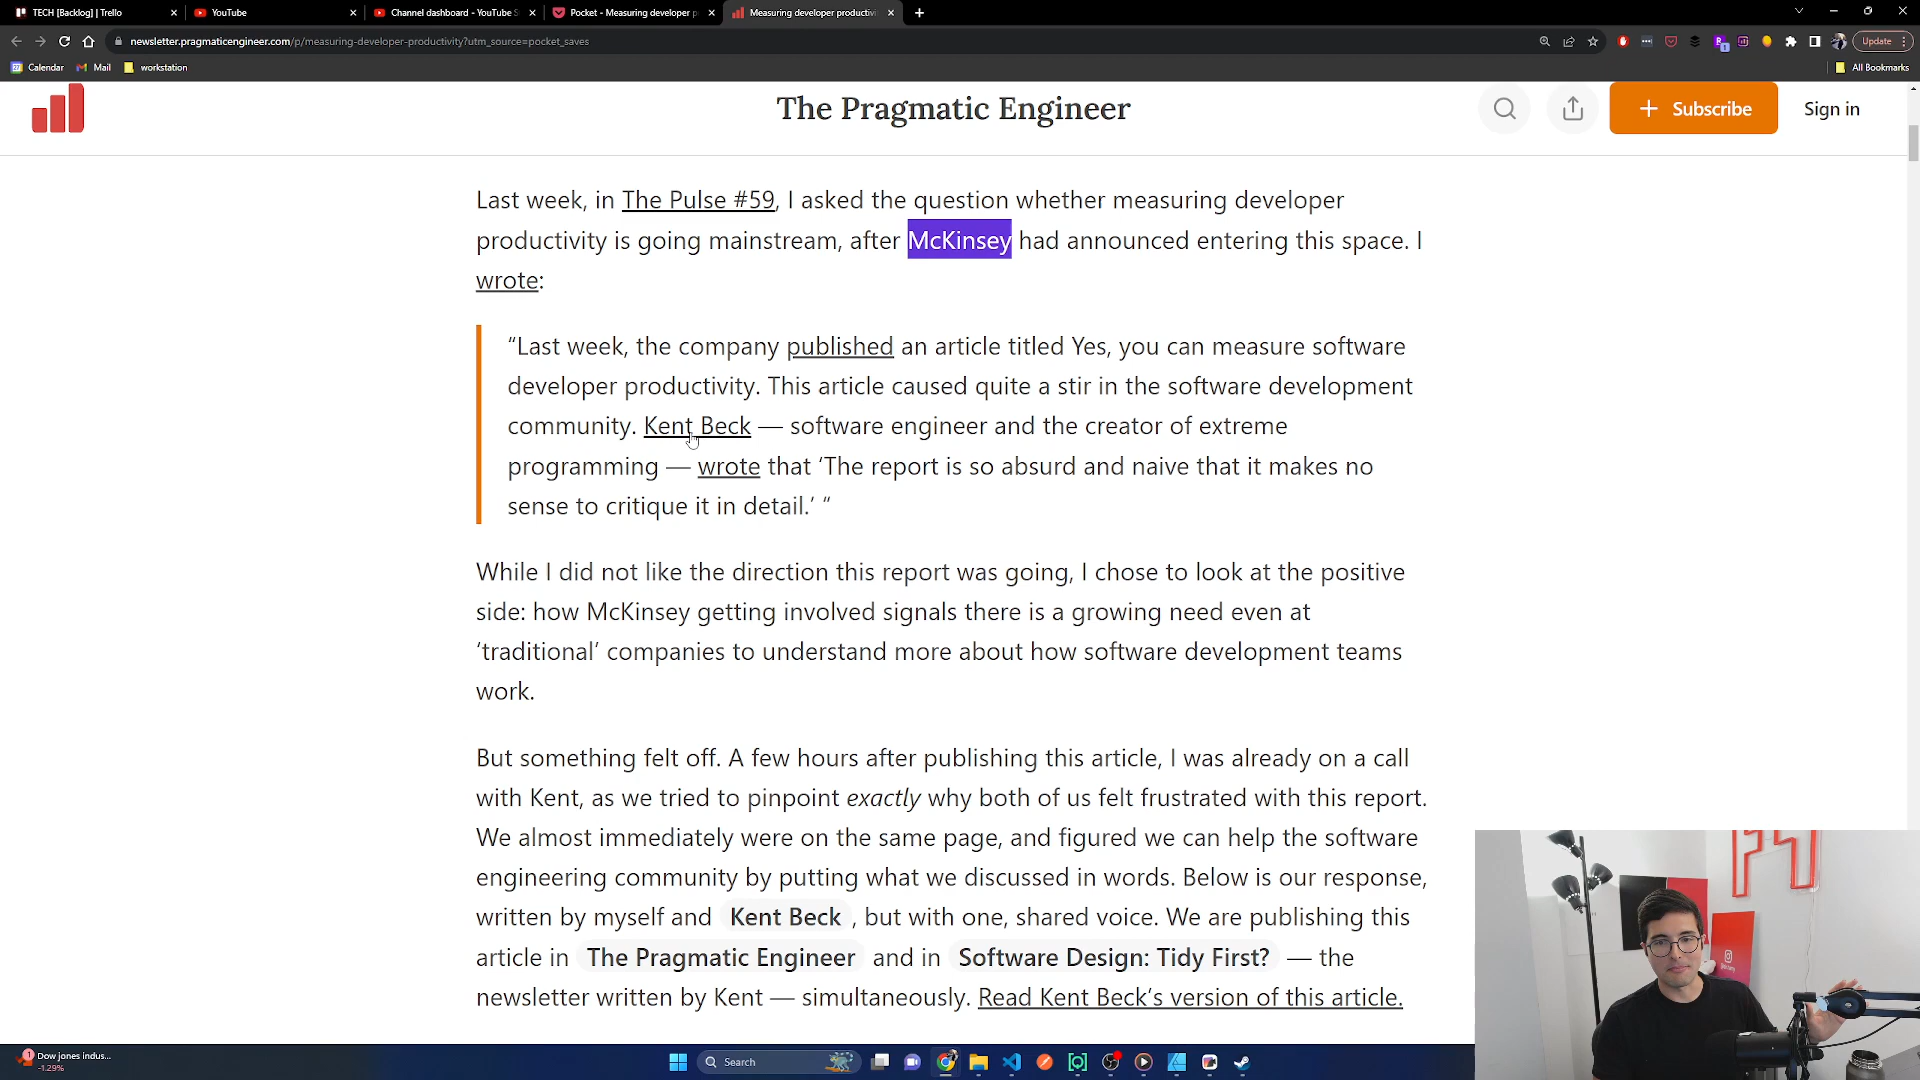 TECH [Backlog] | Trello
YouTube
Channel dashboard - YouTube S
Pocket - Measuring developer p
Measuring developer productivi
newsletter.pragmaticengineer.com/p/measuring-developer-productivity?utm_source=pocket_saves
Update
Calendar
Mail
workstation
All Bookmarks
The Pragmatic Engineer
Subscribe
Sign in
Last week, in The Pulse #59, I asked the question whether measuring developer
productivity is going mainstream, after McKinsey had announced entering this space. I
wrote:
“Last week, the company published an article titled Yes, you can measure software
developer productivity. This article caused quite a stir in the software development
community. Kent Beck — software engineer and the creator of extreme
programming — wrote that ‘The report is so absurd and naive that it makes no
sense to critique it in detail.’ “
While I did not like the direction this report was going, I chose to look at the positive
side: how McKinsey getting involved signals there is a growing need even at
‘traditional’ companies to understand more about how software development teams
work.
But something felt off. A few hours after publishing this article, I was already on a call
with Kent, as we tried to pinpoint exactly why both of us felt frustrated with this report.
We almost immediately were on the same page, and figured we can help the software
engineering community by putting what we discussed in words. Below is our response,
written by myself and Kent Beck , but with one, shared voice. We are publishing this
article in The Pragmatic Engineer and in Software Design: Tidy First? — the
newsletter written by Kent — simultaneously. Read Kent Beck’s version of this article.
1
Dow jones indus...
-1.29%
Search